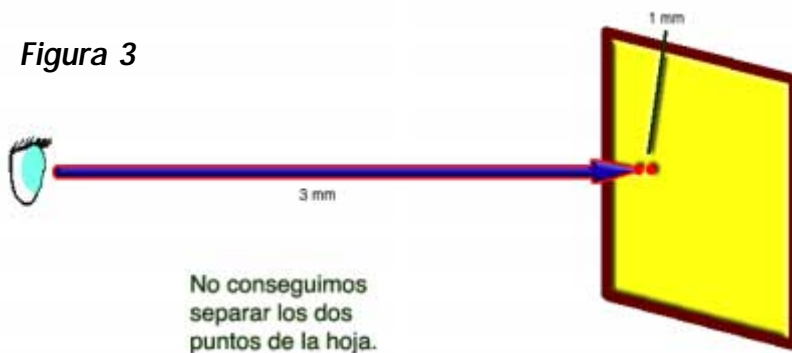 1 mm
Figura 3
3 mm
No conseguimos
separar los dos
puntos de la hoja.